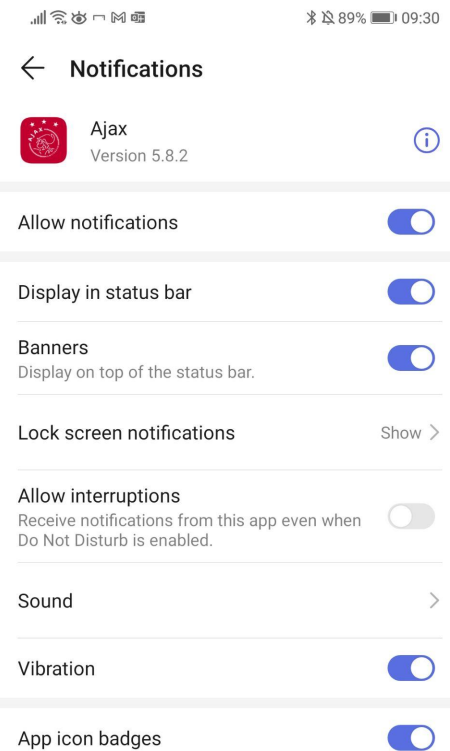 89% 09:30
Notifications
AJAX
Ajax
Version 5.8.2
Allow notifications
Display in status bar
Banners
Display on top of the status bar.
Lock screen notifications
Show
Allow interruptions
Receive notifications from this app even when
Do Not Disturb is enabled.
Sound
Vibration
App icon badges